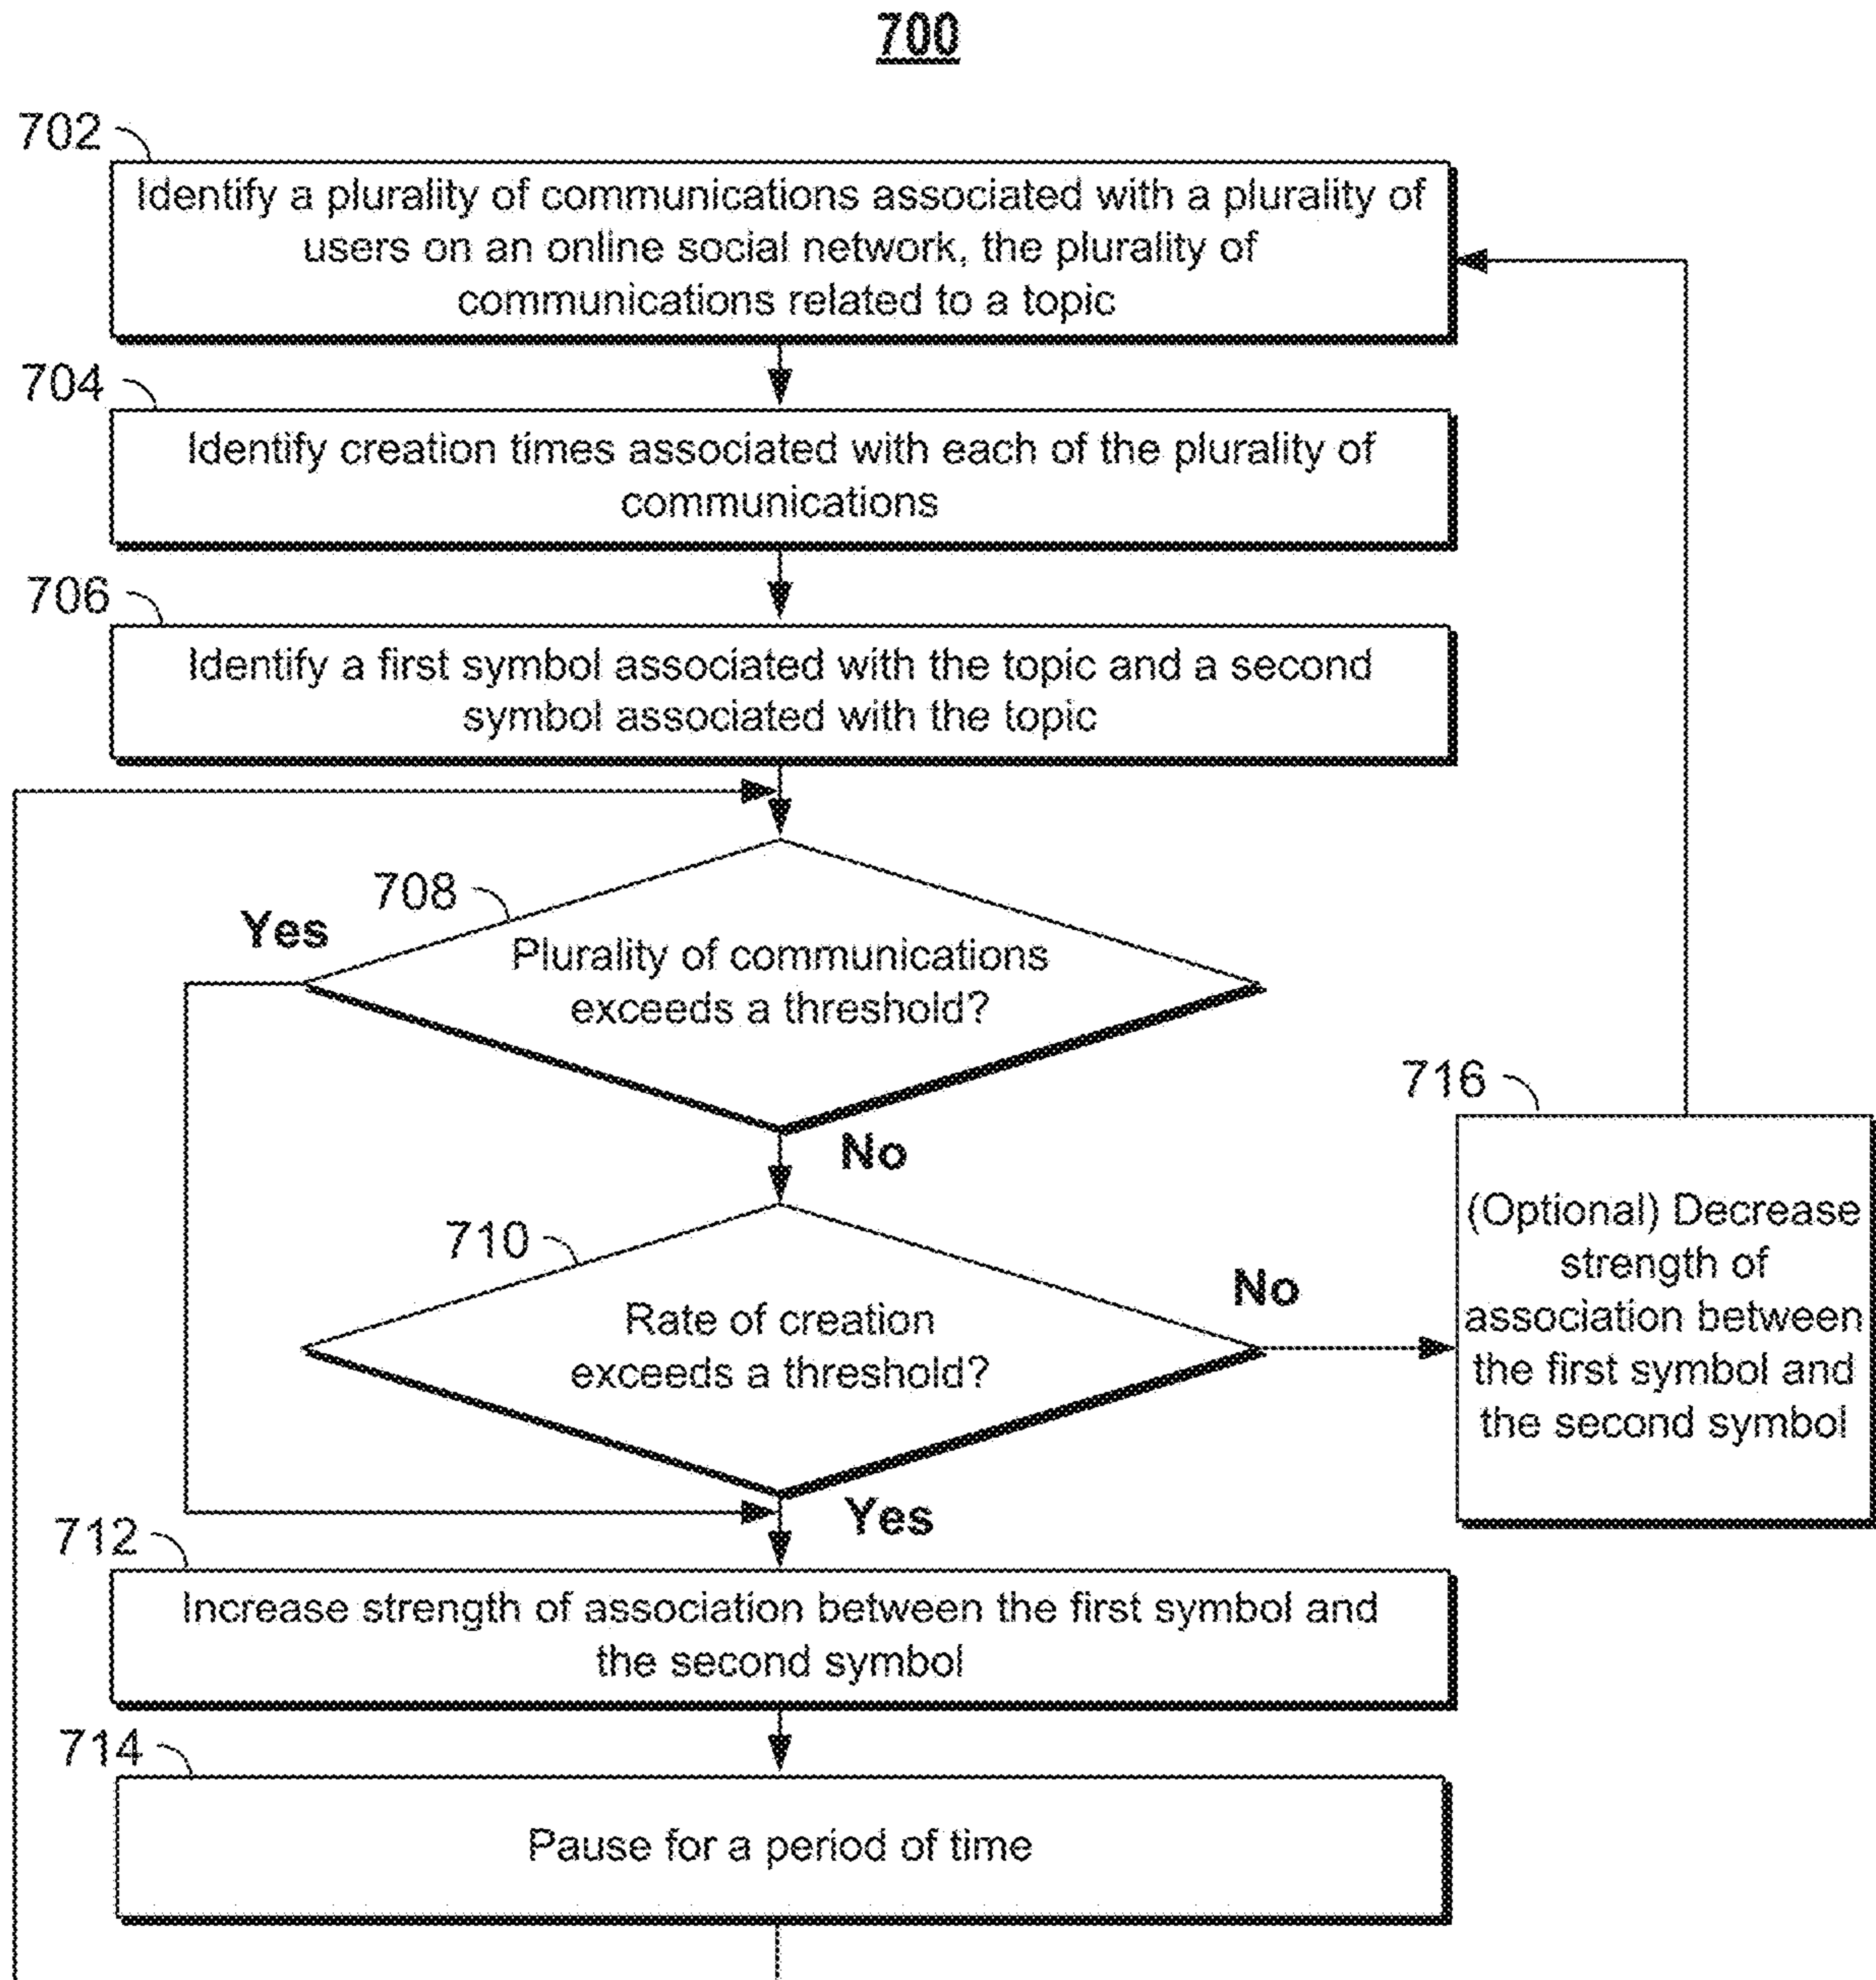 700
702
Identify a plurality of communications associated with a plurality of
users on an online social network, the plurality of
communications related to a topic
704
Identify creation times associated with each of the plurality of
communications
706
Identify a first symbol associated with the topic and a second
symbol associated with the topic
708
Yes
Plurality of communications
exceeds a threshold?
No
710
Rate of creation
exceeds a threshold?
No
Yes
716
(Optional) Decrease
strength of
association between
the first symbol and
the second symbol
712
Increase strength of association between the first symbol and
the second symbol
714
Pause for a period of time